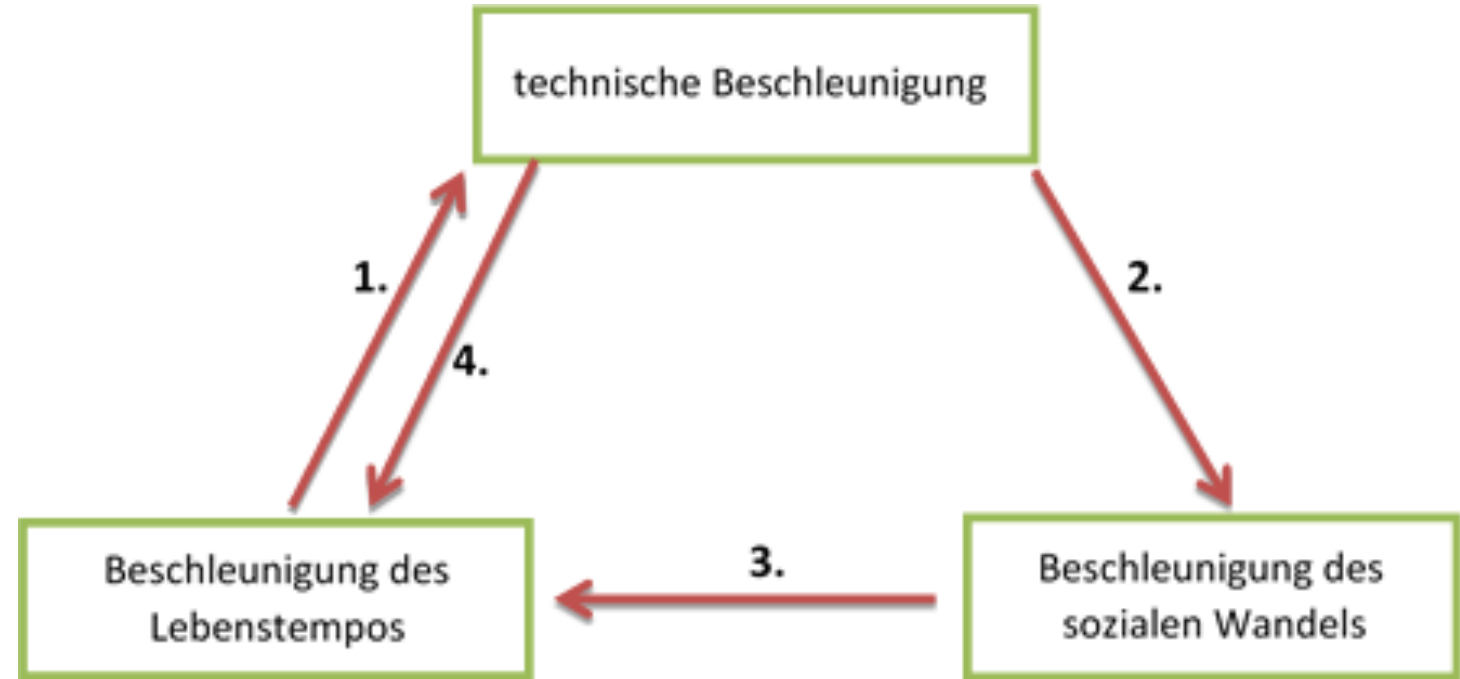 technische Beschleunigung
1.
2.
4.
3.
Beschleunigung des
Lebenstempos
Beschleunigung des
sozialen Wandels